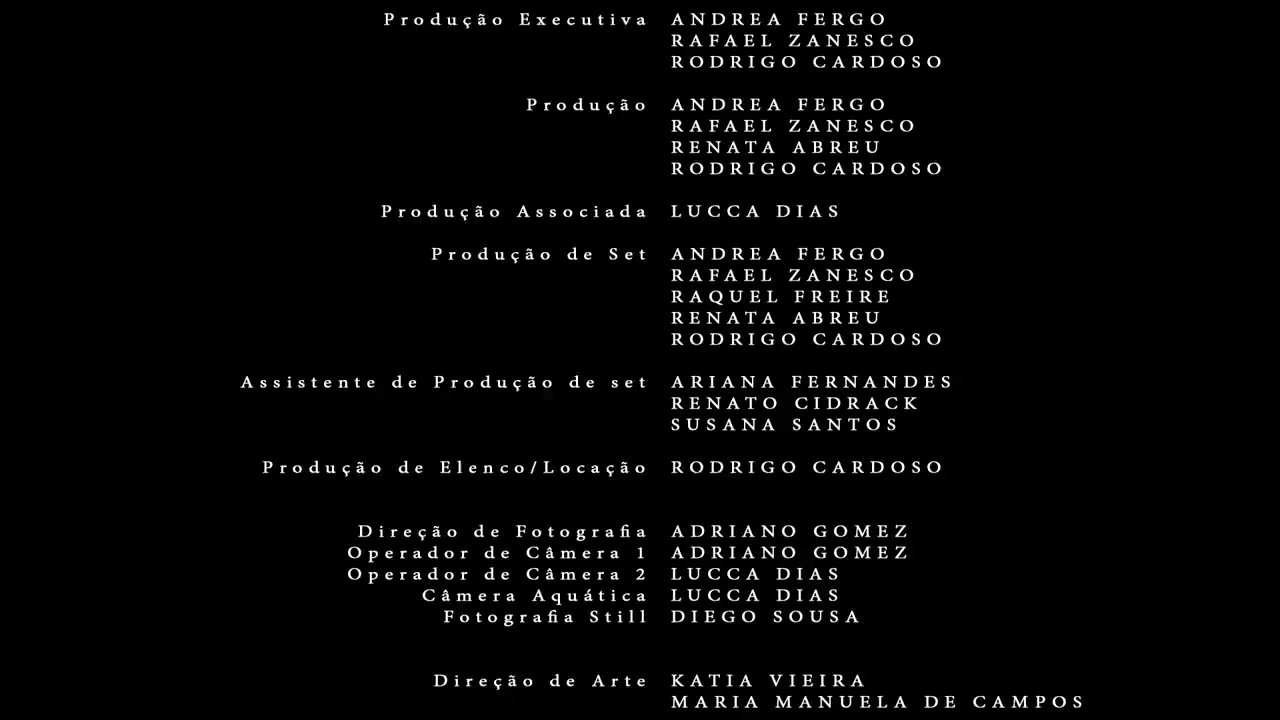 Produção Executiva ANDREA FERGO
RAFAEL ZANESCO
RODRIGO CARDOSO
Produção ANDREA FERGO
RAFAEL ZANESCO
RENATA ABREU
RODRIGO CARDOSO
Produção Associada LUCCA DIAS
Produção de Set ANDREA FERGO
RAFAEL ZANESCO
RAQUEL FREIRE
RENATA ABREU
RODRIGO CARDOSO
Assistente de Produção de set ARIANA FERNANDES
RENATO CIDRACK
SUSANA SANTOS
Produção de Elenco/Locação RODRIGO CARDOSO
Direção de Fotografia ADRIANO GOMEZ
Operador de Câmera 1 ADRIANO GOMEZ
Operador de Câmera 2 LUCCA DIAS
Câmera Aquática LUCCA DIAS
Fotografia Still DIEGO SOUSA
Direção de Arte KATIA VIEIRA
MARIA MANUELA DE CAMPOS